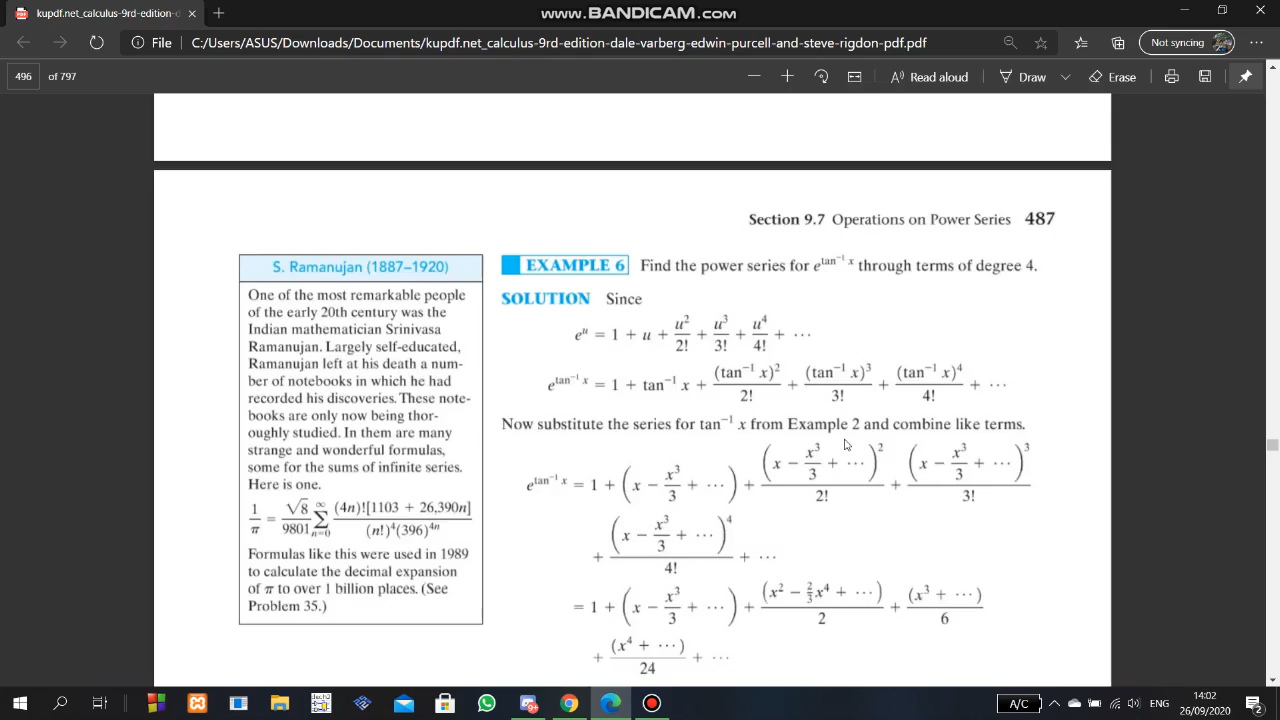 www.BANDICAM.com
kupdf.net_calculus-9rd-edition-d
File
C:/Users/ASUS/Downloads/Documents/kupdf.net_calculus-9rd-edition-dale-varberg-edwin-purcell-and-steve-rigdon-pdf.pdf
Not syncing
496 of 797
Read aloud
Draw
Erase
Section 9.7 Operations on Power Series 487
S. Ramanujan (1887–1920)
One of the most remarkable people
of the early 20th century was the
Indian mathematician Srinivasa
Ramanujan. Largely self-educated,
Ramanujan left at his death a num-
ber of notebooks in which he had
recorded his discoveries. These note-
books are only now being thor-
oughly studied. In them are many
strange and wonderful formulas,
some for the sums of infinite series.
Here is one.
1/π = √8/9801 ∑_{n=0}^{∞} (4n)![1103 + 26,390n]/(n!)⁴(396)⁴ⁿ
Formulas like this were used in 1989
to calculate the decimal expansion
of π to over 1 billion places. (See
Problem 35.)
EXAMPLE 6 Find the power series for e^{tan⁻¹ x} through terms of degree 4.
SOLUTION Since
eᵘ = 1 + u + u²/2! + u³/3! + u⁴/4! + ⋯
e^{tan⁻¹ x} = 1 + tan⁻¹ x + (tan⁻¹ x)²/2! + (tan⁻¹ x)³/3! + (tan⁻¹ x)⁴/4! + ⋯
Now substitute the series for tan⁻¹ x from Example 2 and combine like terms.
e^{tan⁻¹ x} = 1 + (x − x³/3 + ⋯) + (x − x³/3 + ⋯)²/2! + (x − x³/3 + ⋯)³/3!
+ (x − x³/3 + ⋯)⁴/4! + ⋯
= 1 + (x − x³/3 + ⋯) + (x² − ⅔x⁴ + ⋯)/2 + (x³ + ⋯)/6
+ (x⁴ + ⋯)/24 + ⋯
A/C
ENG
14:02
26/09/2020